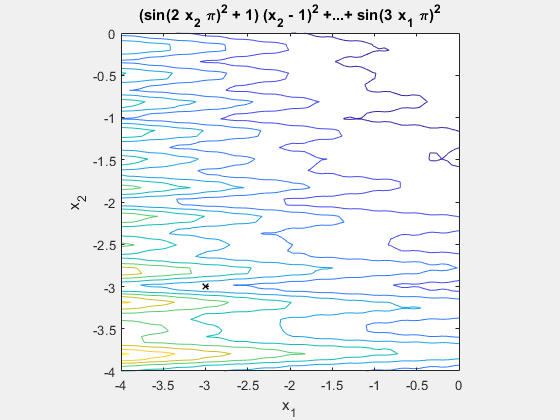 (sin(2 x₂ π)² + 1) (x₂ - 1)² +...+ sin(3 x₁ π)²
0
-0.5
-1
-1.5
-2
-2.5
-3
-3.5
-4
x₂
-4 -3.5 -3 -2.5 -2 -1.5 -1 -0.5 0
x₁